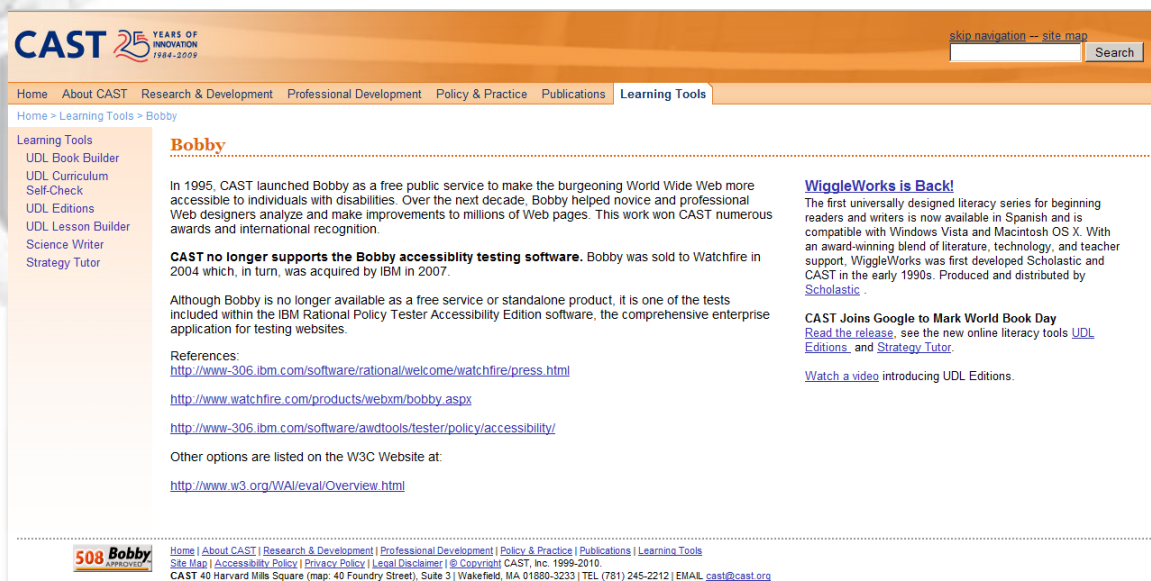 CAST 25 YEARS OF INNOVATION 1984-2009
skip navigation -- site map
Search
Home About CAST Research & Development Professional Development Policy & Practice Publications Learning Tools
Home > Learning Tools > Bobby
Learning Tools
UDL Book Builder
UDL Curriculum
Self-Check
UDL Editions
UDL Lesson Builder
Science Writer
Strategy Tutor
Bobby
In 1995, CAST launched Bobby as a free public service to make the burgeoning World Wide Web more
accessible to individuals with disabilities. Over the next decade, Bobby helped novice and professional
Web designers analyze and make improvements to millions of Web pages. This work won CAST numerous
awards and international recognition.
CAST no longer supports the Bobby accessiblity testing software. Bobby was sold to Watchfire in
2004 which, in turn, was acquired by IBM in 2007.
Although Bobby is no longer available as a free service or standalone product, it is one of the tests
included within the IBM Rational Policy Tester Accessibility Edition software, the comprehensive enterprise
application for testing websites.
References:
http://www-306.ibm.com/software/rational/welcome/watchfire/press.html
http://www.watchfire.com/products/webxm/bobby.aspx
http://www-306.ibm.com/software/awdtools/tester/policy/accessibility/
Other options are listed on the W3C Website at:
http://www.w3.org/WAI/eval/Overview.html
WiggleWorks is Back!
The first universally designed literacy series for beginning
readers and writers is now available in Spanish and is
compatible with Windows Vista and Macintosh OS X. With
an award-winning blend of literature, technology, and teacher
support, WiggleWorks was first developed Scholastic and
CAST in the early 1990s. Produced and distributed by
Scholastic .
CAST Joins Google to Mark World Book Day
Read the release, see the new online literacy tools UDL
Editions and Strategy Tutor.
Watch a video introducing UDL Editions.
508 Bobby APPROVED
Home | About CAST | Research & Development | Professional Development | Policy & Practice | Publications | Learning Tools
Site Map | Accessibility Policy | Privacy Policy | Legal Disclaimer | © Copyright CAST, Inc. 1999-2010.
CAST 40 Harvard Mills Square (map: 40 Foundry Street), Suite 3 | Wakefield, MA 01880-3233 | TEL (781) 245-2212 | EMAIL cast@cast.org